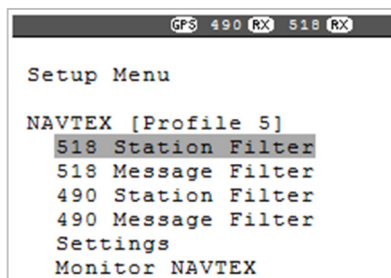 GPS 490 RX 518 RX
Setup Menu
NAVTEX [Profile 5]
518 Station Filter
518 Message Filter
490 Station Filter
490 Message Filter
Settings
Monitor NAVTEX